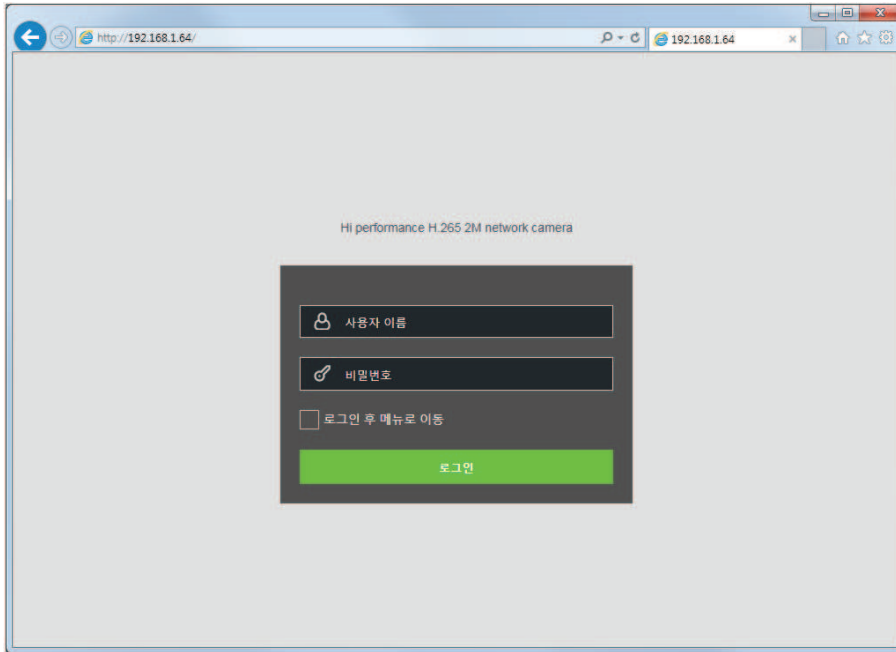 http://192.168.1.64/
192.168.1.64
Hi performance H.265 2M network camera
사용자 이름
비밀번호
로그인 후 메뉴로 이동
로그인